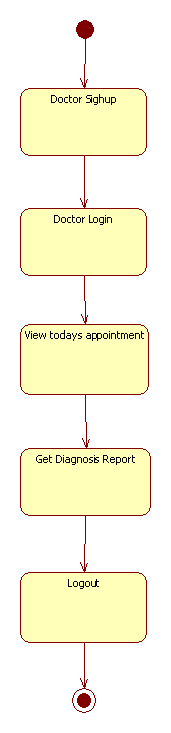 Doctor Sighup
Doctor Login
View todays appointment
Get Diagnosis Report
Logout